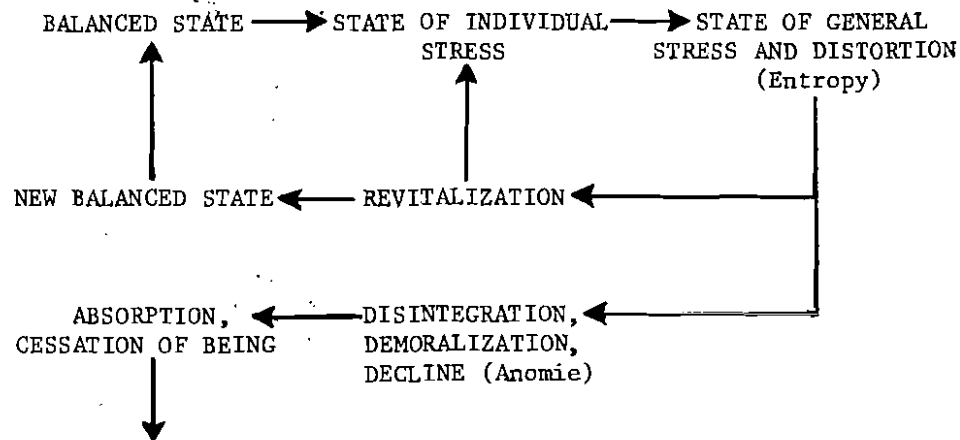 BALANCED STATE
STATE OF INDIVIDUAL
STRESS
STATE OF GENERAL
STRESS AND DISTORTION
(Entropy)
NEW BALANCED STATE
REVITALIZATION
ABSORPTION,
CESSATION OF BEING
DISINTEGRATION,
DEMORALIZATION,
DECLINE (Anomie)